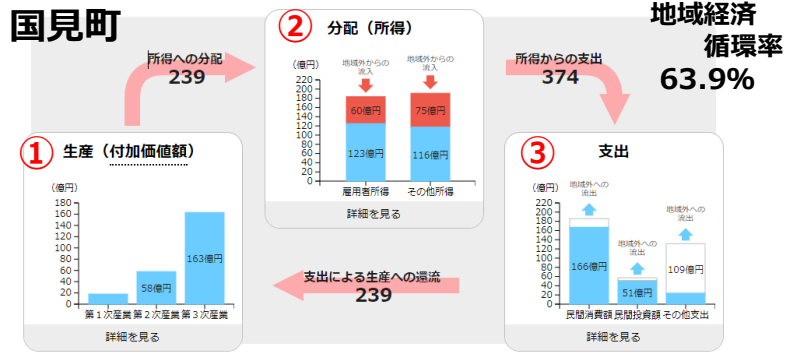 国見町
地域経済
循環率
63.9%
所得への分配
239
② 分配（所得）
（億円）
地域外からの
流入
地域外からの
流入
220
200
180
160
140
120
100
80
60
40
20
0
60億円
75億円
123億円
116億円
雇用者所得 その他所得
詳細を見る
所得からの支出
374
① 生産（付加価値額）
（億円）
180
160
140
120
100
80
60
40
20
0
58億円
163億円
第１次産業 第２次産業 第３次産業
詳細を見る
支出による生産への還流
239
③ 支出
（億円）
地域外への
流出
地域外への
流出
地域外への
流出
220
200
180
160
140
120
100
80
60
40
20
0
166億円
51億円
109億円
民間消費額 民間投資額 その他支出
詳細を見る